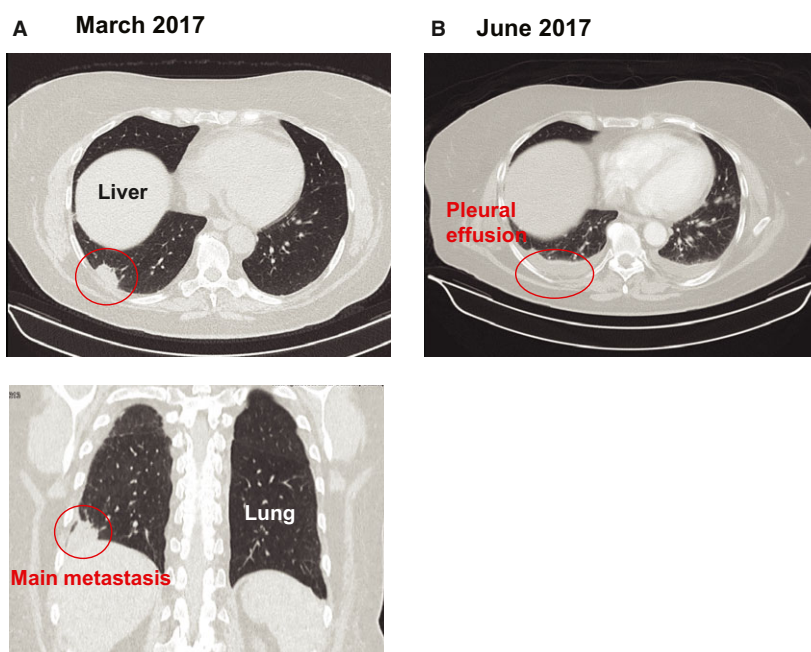 A March 2017
B June 2017
Liver
Pleural
effusion
Lung
Main metastasis